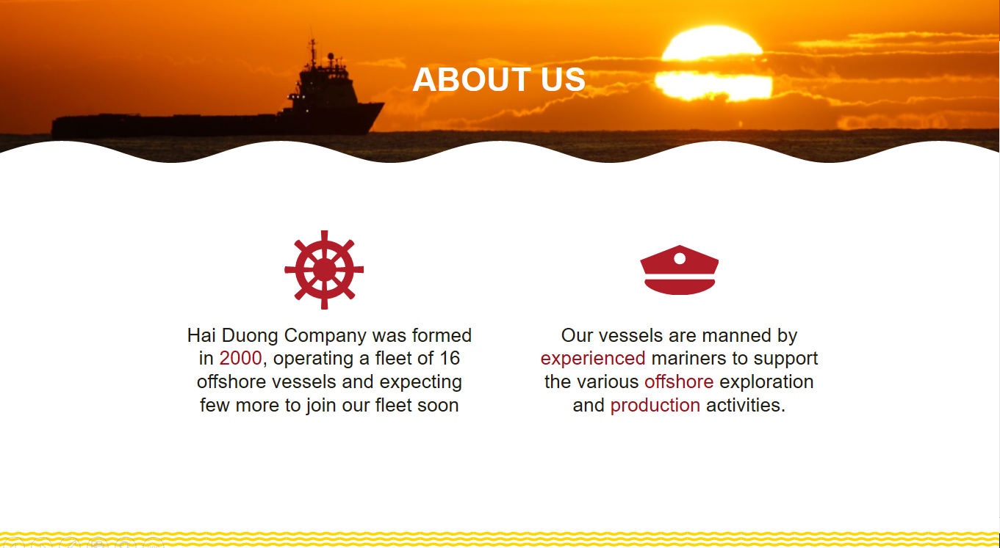 ABOUT US
Hai Duong Company was formed
in 2000, operating a fleet of 16
offshore vessels and expecting
few more to join our fleet soon
Our vessels are manned by
experienced mariners to support
the various offshore exploration
and production activities.